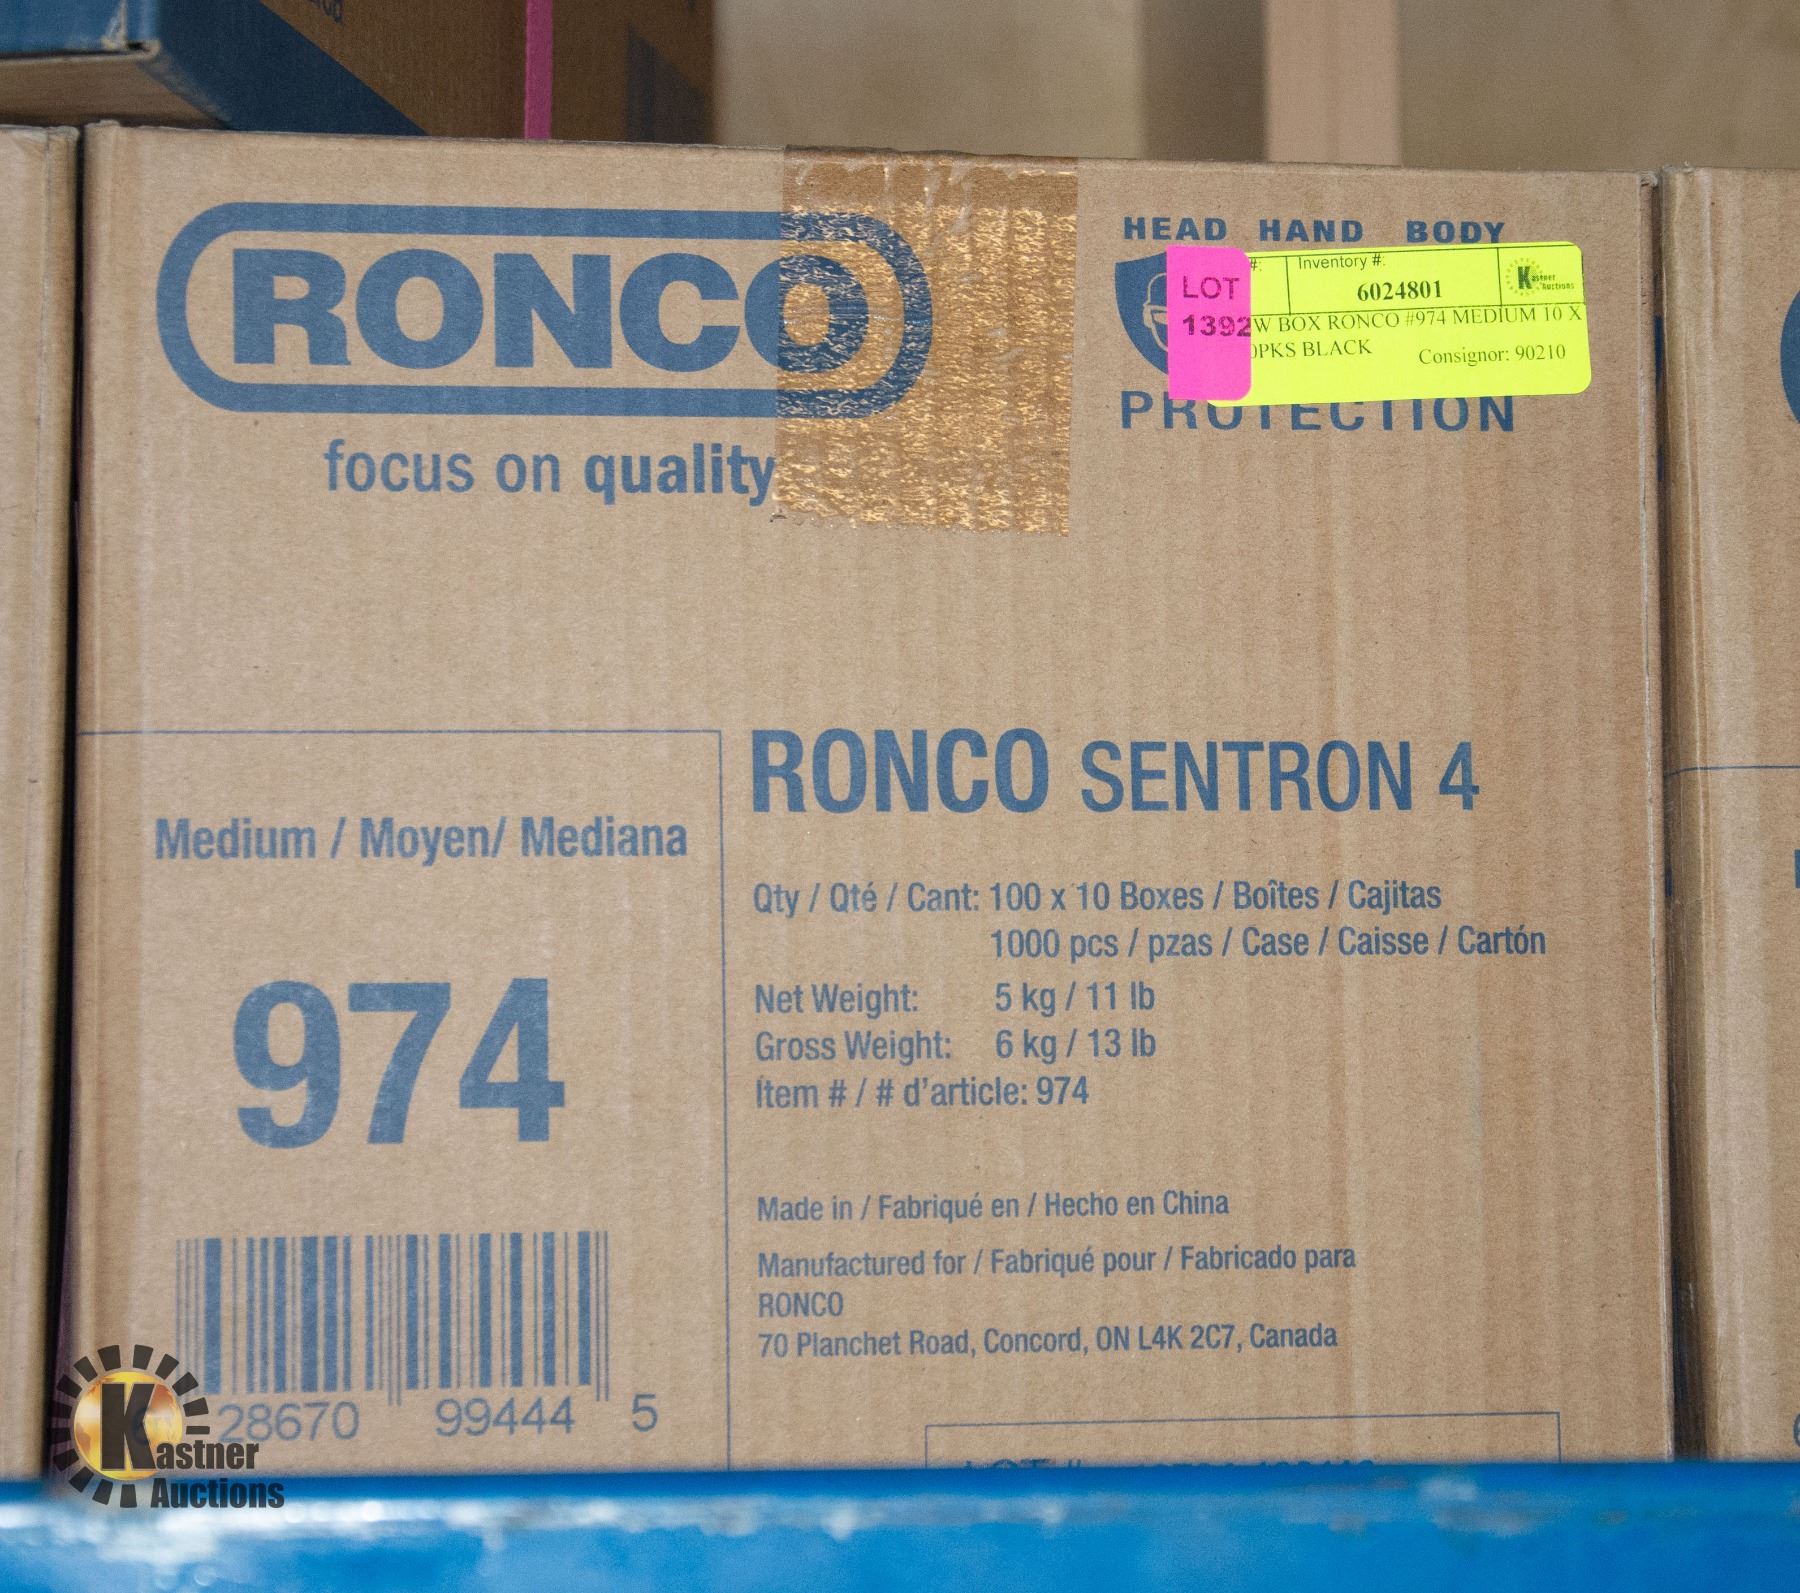 RONCO
focus on quality
HEAD HAND BODY
PROTECTION
LOT
1392
#: Inventory #:
6024801
Kastner Auctions
W BOX RONCO #974 MEDIUM 10 X
0PKS BLACK Consignor: 90210
RONCO SENTRON 4
Medium / Moyen/ Mediana
974
Qty / Qté / Cant: 100 x 10 Boxes / Boîtes / Cajitas
1000 pcs / pzas / Case / Caisse / Cartón
Net Weight: 5 kg / 11 lb
Gross Weight: 6 kg / 13 lb
Item # / # d'article: 974
Made in / Fabriqué en / Hecho en China
Manufactured for / Fabriqué pour / Fabricado para
RONCO
70 Planchet Road, Concord, ON L4K 2C7, Canada
28670 99444 5
Kastner
Auctions